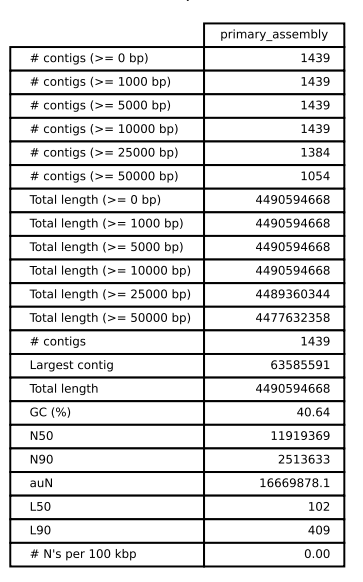 primary_assembly
# contigs (>= 0 bp) 1439
# contigs (>= 1000 bp) 1439
# contigs (>= 5000 bp) 1439
# contigs (>= 10000 bp) 1439
# contigs (>= 25000 bp) 1384
# contigs (>= 50000 bp) 1054
Total length (>= 0 bp) 4490594668
Total length (>= 1000 bp) 4490594668
Total length (>= 5000 bp) 4490594668
Total length (>= 10000 bp) 4490594668
Total length (>= 25000 bp) 4489360344
Total length (>= 50000 bp) 4477632358
# contigs 1439
Largest contig 63585591
Total length 4490594668
GC (%) 40.64
N50 11919369
N90 2513633
auN 16669878.1
L50 102
L90 409
# N's per 100 kbp 0.00